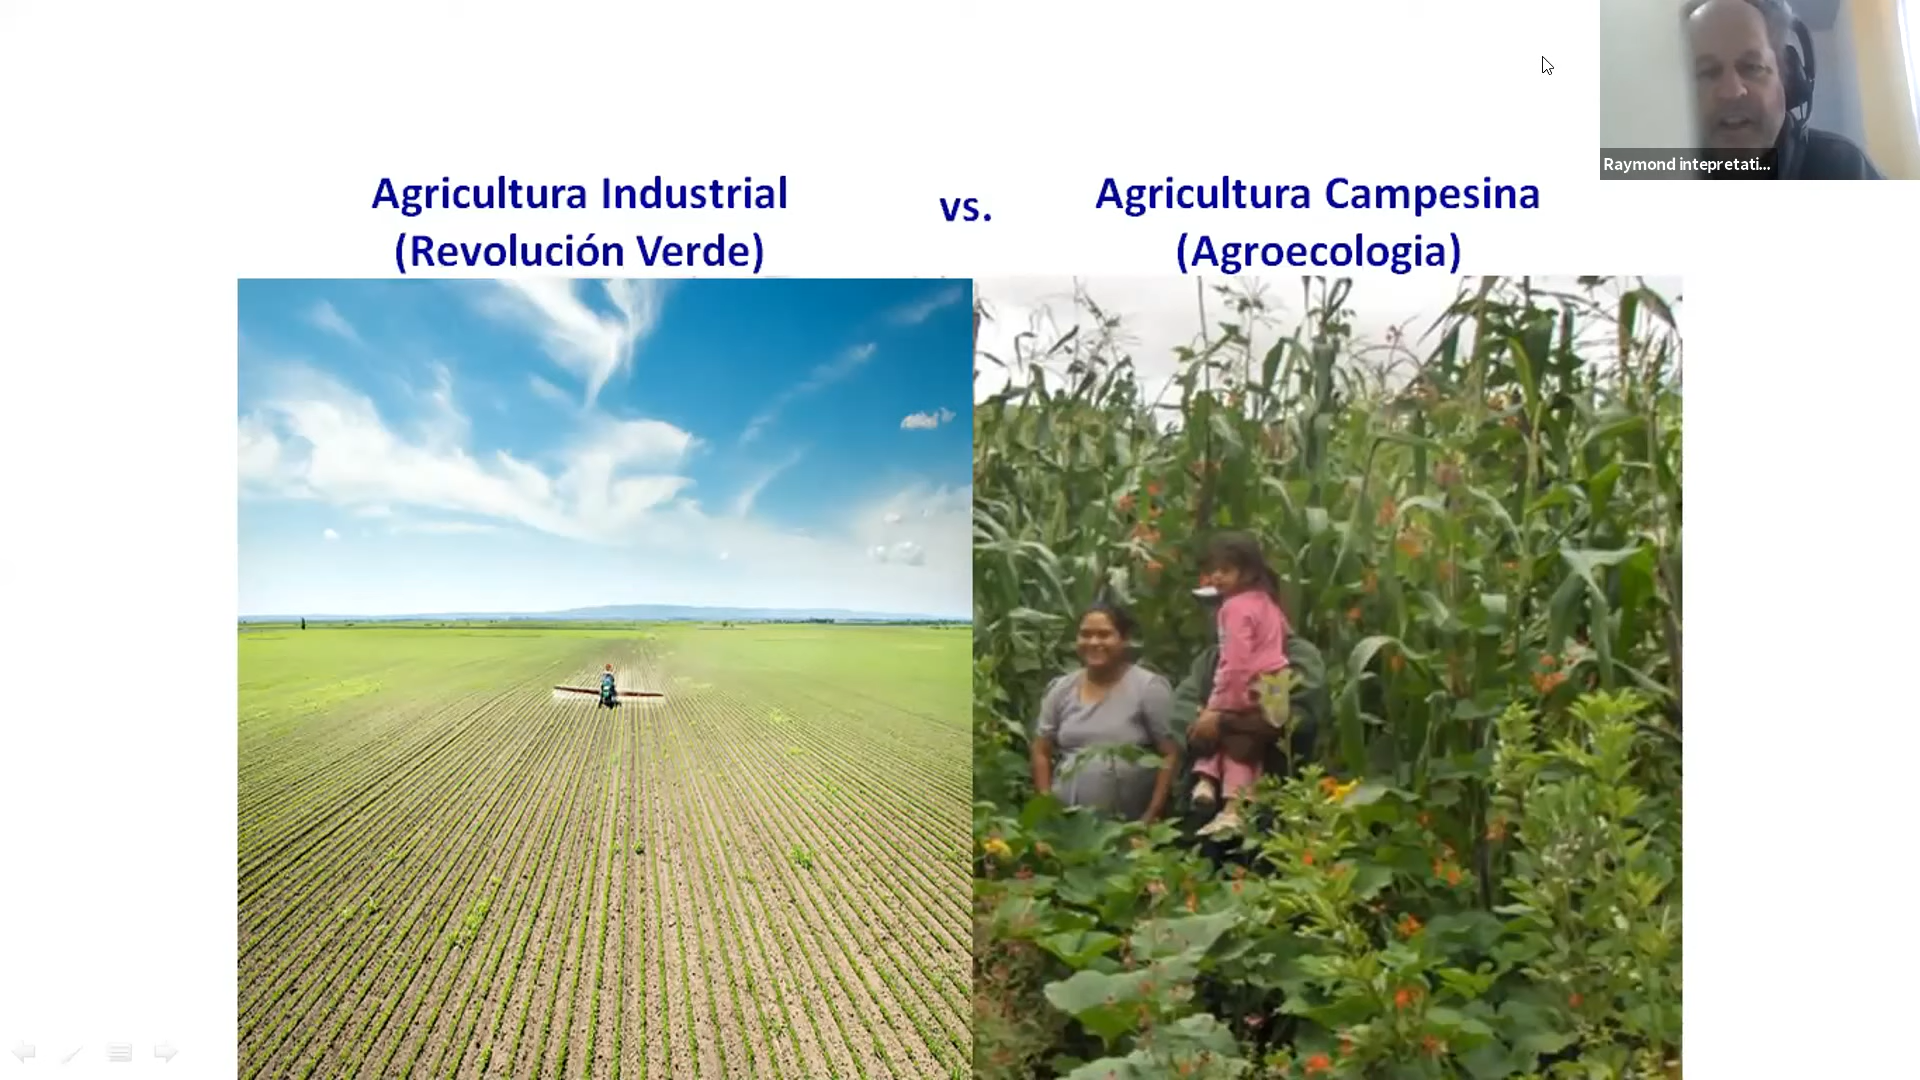 Agricultura Industrial
(Revolución Verde)
vs.
Agricultura Campesina
(Agroecologia)
Raymond intepretati...